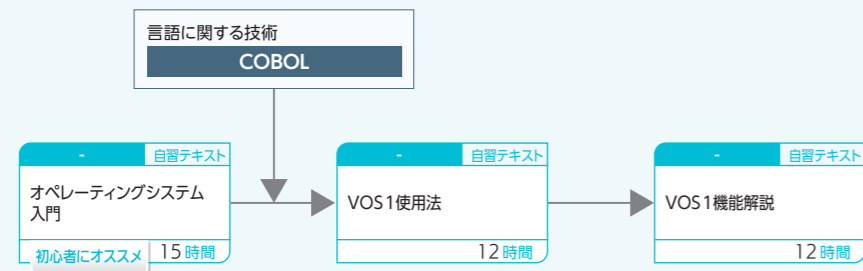 言語に関する技術
COBOL
-
自習テキスト
オペレーティングシステム
入門
初心者にオススメ
15時間
-
自習テキスト
VOS1使用法
12時間
-
自習テキスト
VOS1機能解説
12時間